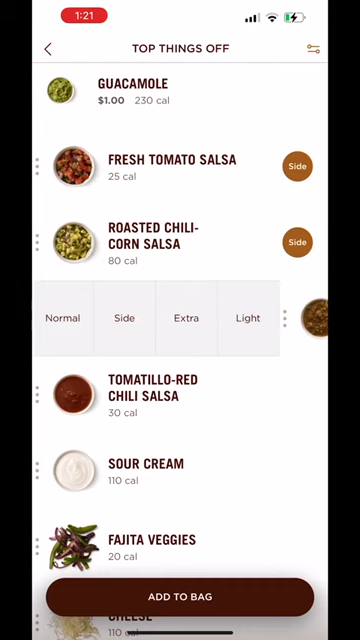 1:21
TOP THINGS OFF
GUACAMOLE
$1.00 230 cal
FRESH TOMATO SALSA
25 cal
Side
ROASTED CHILI-
CORN SALSA
80 cal
Side
Normal Side Extra Light
TOMATILLO-RED
CHILI SALSA
30 cal
SOUR CREAM
110 cal
FAJITA VEGGIES
20 cal
ADD TO BAG
CHEESE
110 cal